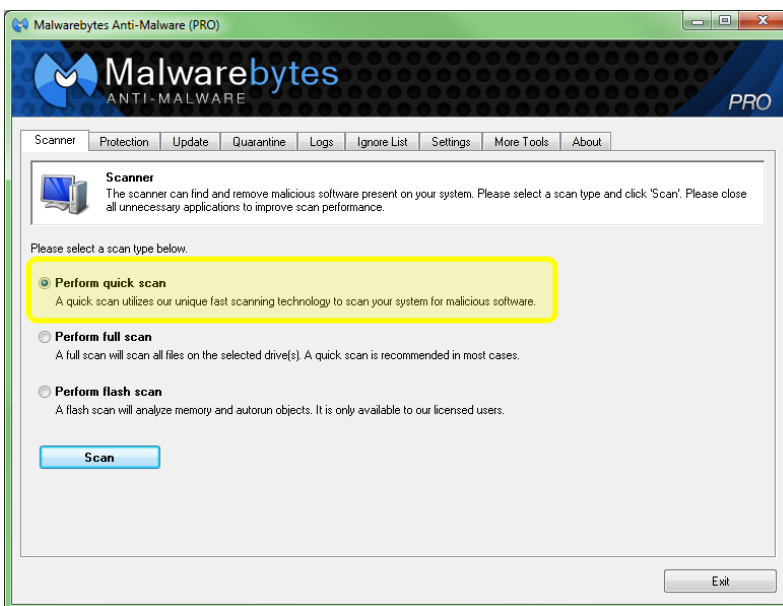 Malwarebytes Anti-Malware (PRO)
Malwarebytes
ANTI-MALWARE
PRO
Scanner Protection Update Quarantine Logs Ignore List Settings More Tools About
Scanner
The scanner can find and remove malicious software present on your system. Please select a scan type and click 'Scan'. Please close
all unnecessary applications to improve scan performance.
Please select a scan type below.
Perform quick scan
A quick scan utilizes our unique fast scanning technology to scan your system for malicious software.
Perform full scan
A full scan will scan all files on the selected drive(s). A quick scan is recommended in most cases.
Perform flash scan
A flash scan will analyze memory and autorun objects. It is only available to our licensed users.
Scan
Exit